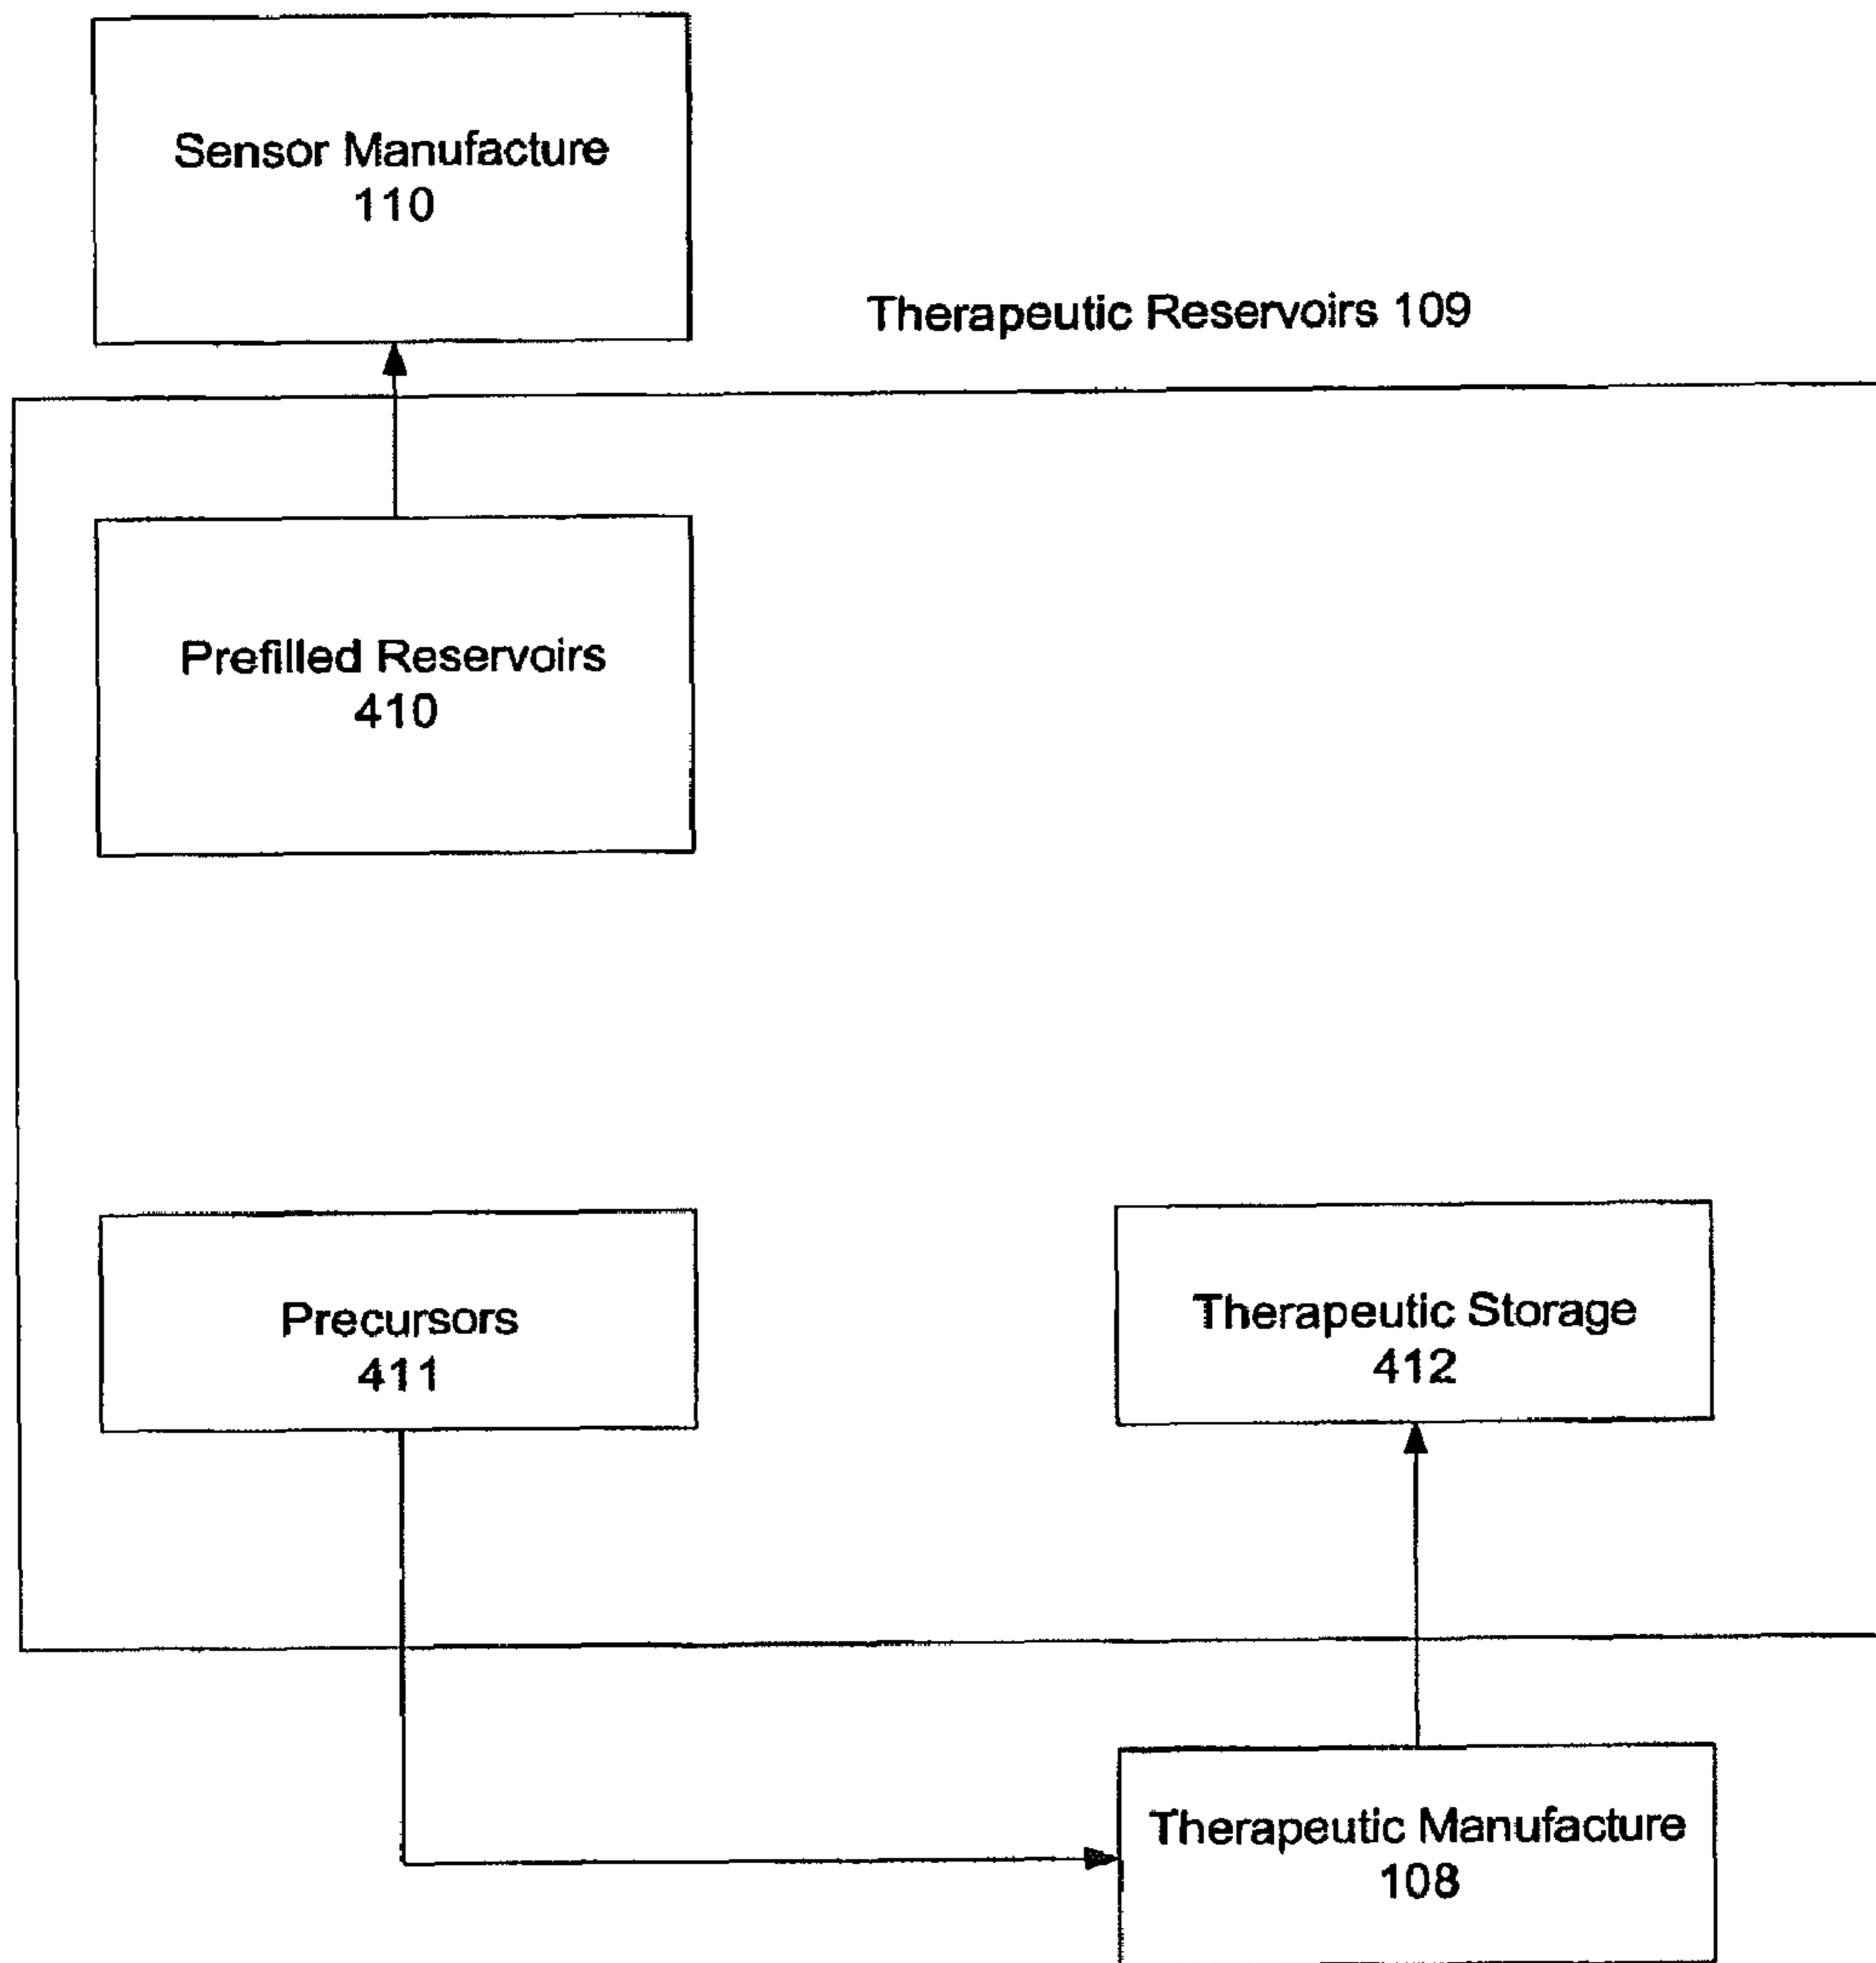 Sensor Manufacture
110
Therapeutic Reservoirs 109
Prefilled Reservoirs
410
Precursors
411
Therapeutic Storage
412
Therapeutic Manufacture
108